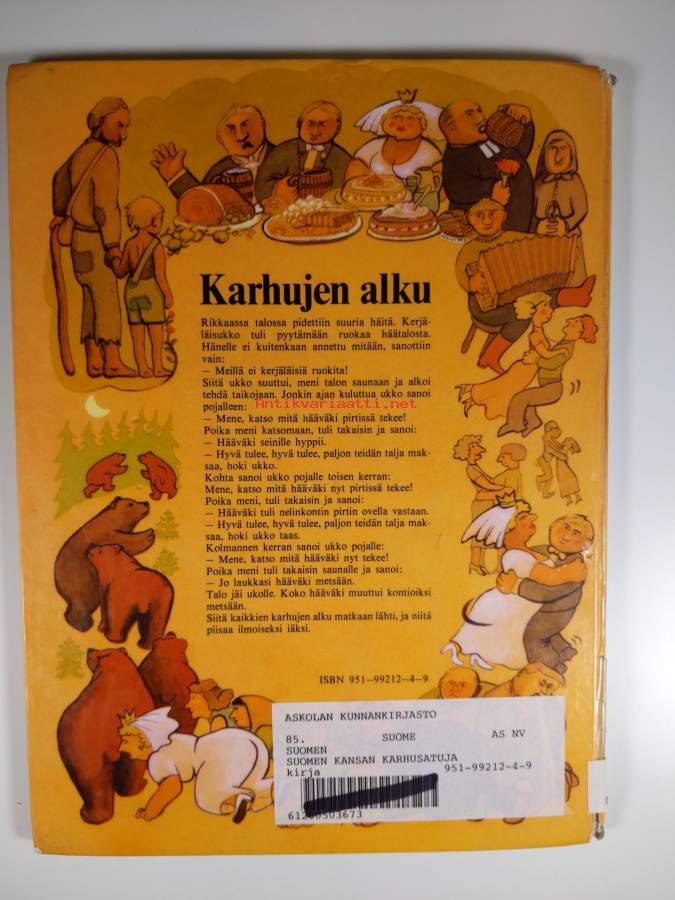 Karhujen alku
Rikkaassa talossa pidettiin suuria häitä. Kerjä-
läisukko tuli pyytämään ruokaa häätalosta.
Hänelle ei kuitenkaan annettu mitään, sanottiin
vain:
— Meillä ei kerjäläisiä ruokita!
Siitä ukko suuttui, meni talon saunaan ja alkoi
tehdä taikojaan. Jonkin ajan kuluttua ukko sanoi
pojalleen:
Antikvariaatti.net
— Mene, katso mitä hääväki pirtissä tekee!
Poika meni katsomaan, tuli takaisin ja sanoi:
— Hääväki seinille hyppii.
— Hyvä tulee, hyvä tulee, paljon teidän talja mak-
saa, hoki ukko.
Kohta sanoi ukko pojalle toisen kerran:
Mene, katso mitä hääväki nyt pirtissä tekee!
Poika meni, tuli takaisin ja sanoi:
— Hääväki tuli nelinkontin pirtin ovella vastaan.
— Hyvä tulee, hyvä tulee, paljon teidän talja mak-
saa, hoki ukko taas.
Kolmannen kerran sanoi ukko pojalle:
— Mene, katso mitä hääväki nyt tekee!
Poika meni tuli takaisin saunalle ja sanoi:
— Jo laukkasi hääväki metsään.
Talo jäi ukolle. Koko hääväki muuttui kontioiksi
metsään.
Siitä kaikkien karhujen alku matkaan lähti, ja niitä
piisaa ilmoiseksi iäksi.
ISBN 951—99212—4—9
ASKOLAN KUNNANKIRJASTO
85. SUOME AS NV
SUOMEN
SUOMEN KANSAN KARHUSATUJA
kirja 951-99212-4-9
61200503673